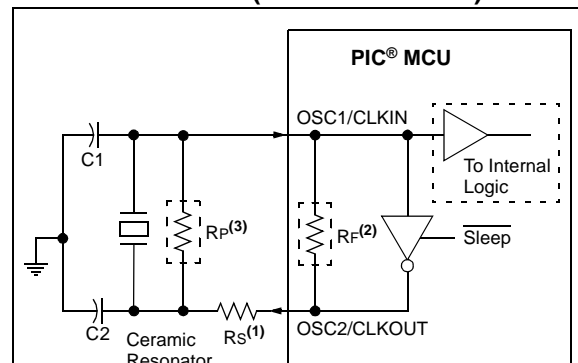 PIC® MCU
OSC1/CLKIN
C1
To Internal
Logic
RP(3)
RF(2)
Sleep
C2
Ceramic
Resonator
RS(1)
OSC2/CLKOUT